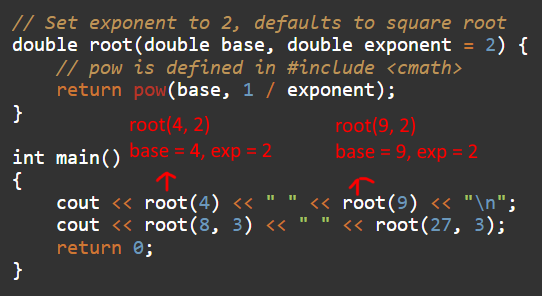 // Set exponent to 2, defaults to square root
double root(double base, double exponent = 2) {
    // pow is defined in #include <cmath>
    return pow(base, 1 / exponent);
}
root(4, 2) root(9, 2)
int main() base = 4, exp = 2 base = 9, exp = 2
{
    cout << root(4) << " " << root(9) << "\n";
    cout << root(8, 3) << " " << root(27, 3);
    return 0;
}